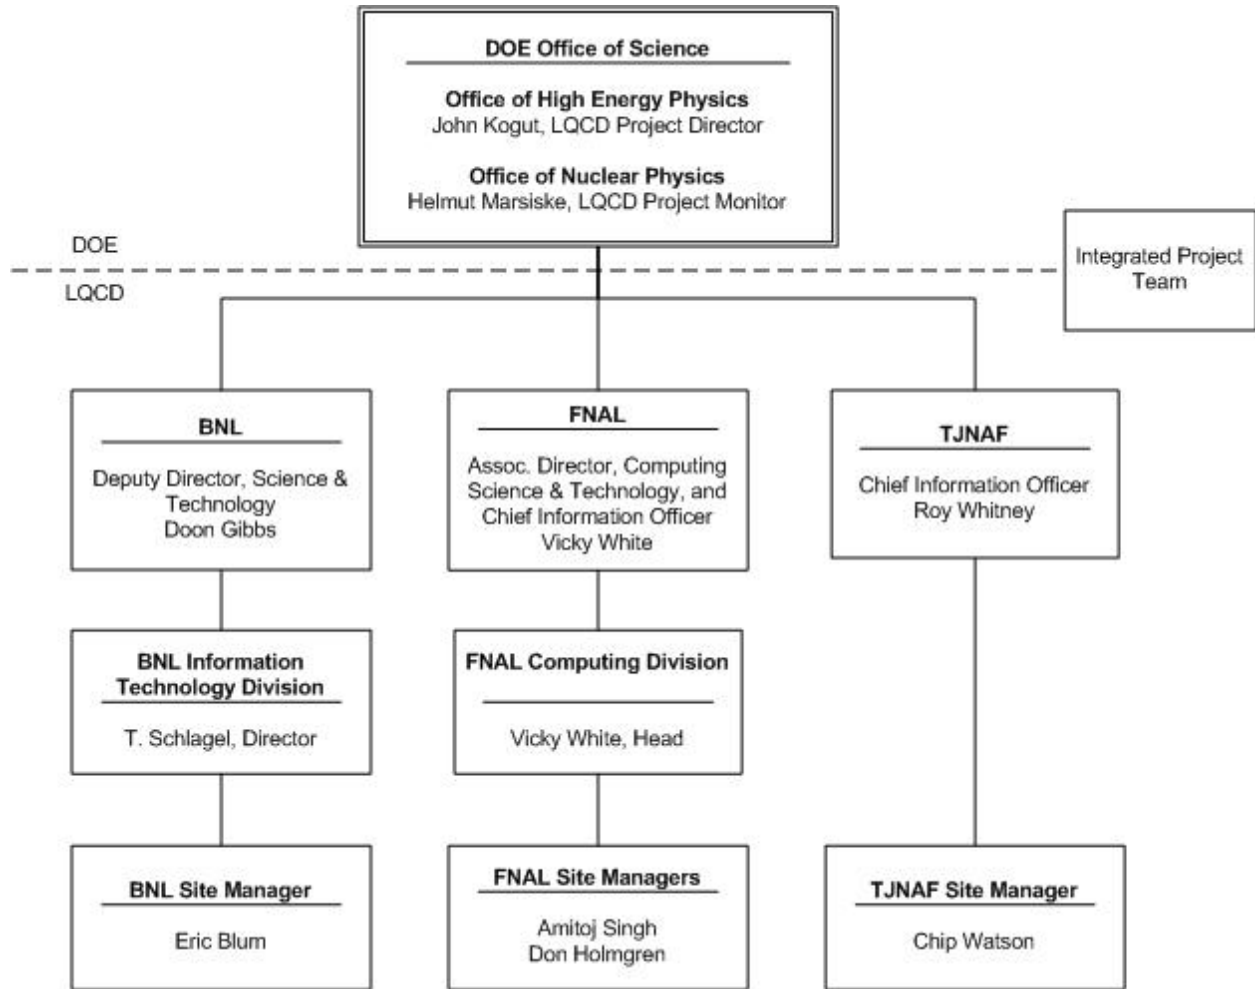 DOE Office of Science
Office of High Energy Physics
John Kogut, LQCD Project Director
Office of Nuclear Physics
Helmut Marsiske, LQCD Project Monitor
DOE
LQCD
Integrated Project
Team
BNL
Deputy Director, Science &
Technology
Doon Gibbs
FNAL
Assoc. Director, Computing
Science & Technology, and
Chief Information Officer
Vicky White
TJNAF
Chief Information Officer
Roy Whitney
BNL Information
Technology Division
T. Schlagel, Director
FNAL Computing Division
Vicky White, Head
BNL Site Manager
Eric Blum
FNAL Site Managers
Amitoj Singh
Don Holmgren
TJNAF Site Manager
Chip Watson